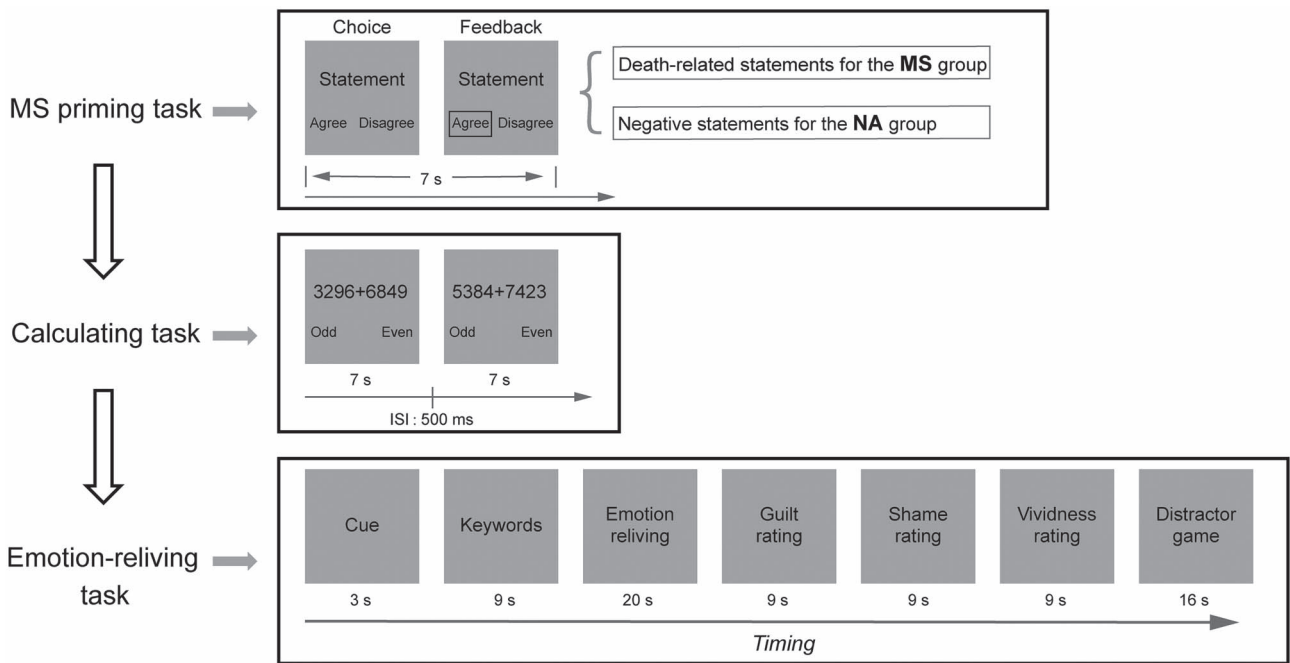 MS priming task
Choice
Feedback
Statement
Agree Disagree
Statement
Agree Disagree
7 s
Death-related statements for the MS group
Negative statements for the NA group
Calculating task
3296+6849
Odd Even
5384+7423
Odd Even
7 s
7 s
ISI : 500 ms
Emotion-reliving
task
Cue
Keywords
Emotion
reliving
Guilt
rating
Shame
rating
Vividness
rating
Distractor
game
3 s
9 s
20 s
9 s
9 s
9 s
16 s
Timing